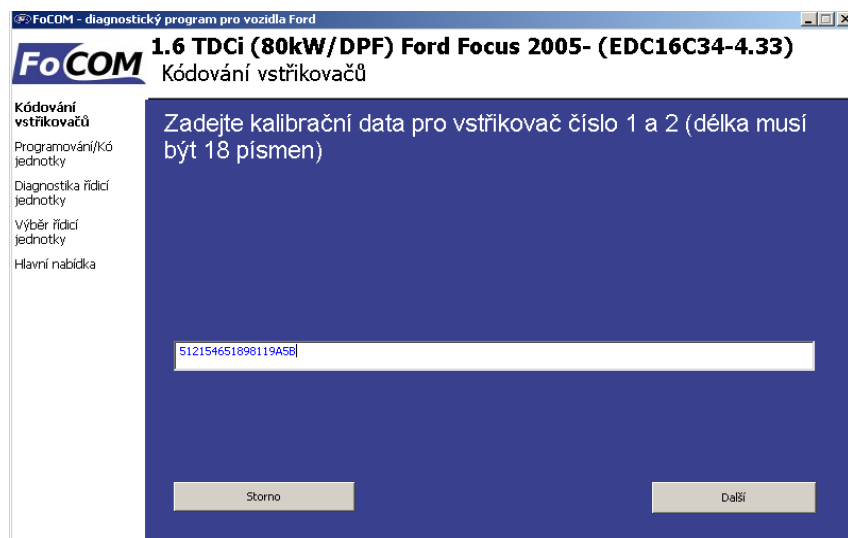 FoCOM - diagnostický program pro vozidla Ford
FoCOM
1.6 TDCi (80kW/DPF) Ford Focus 2005- (EDC16C34-4.33)
Kódování vstřikovačů
Kódování
vstřikovačů
Programování/Kó
jednotky
Diagnostika řídicí
jednotky
Výběr řídicí
jednotky
Hlavní nabídka
Zadejte kalibrační data pro vstřikovač číslo 1 a 2 (délka musí
být 18 písmen)
512154651898119A5B
Storno
Další